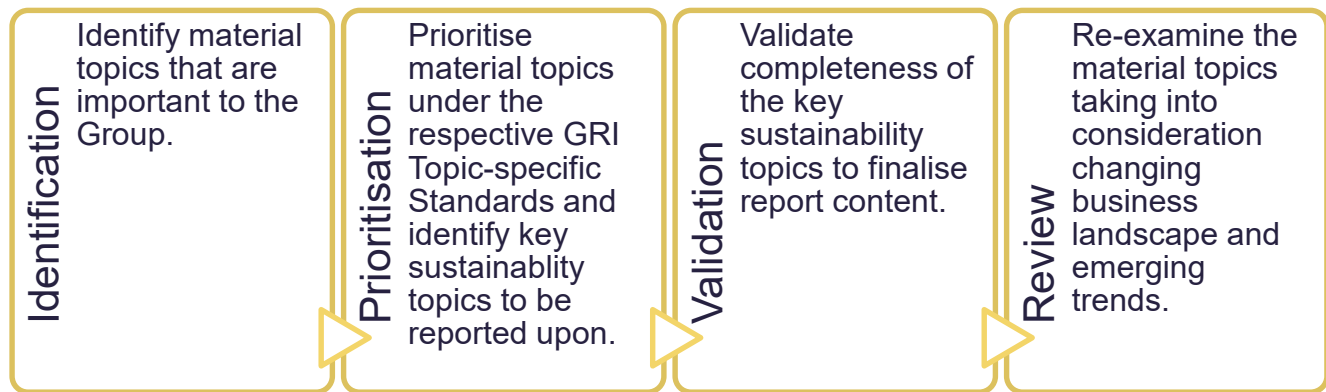 Identification
Identify material
topics that are
important to the
Group.
Prioritisation
Prioritise
material topics
under the
respective GRI
Topic-specific
Standards and
identify key
sustainablity
topics to be
reported upon.
Validation
Validate
completeness of
the key
sustainability
topics to finalise
report content.
Review
Re-examine the
material topics
taking into
consideration
changing
business
landscape and
emerging
trends.